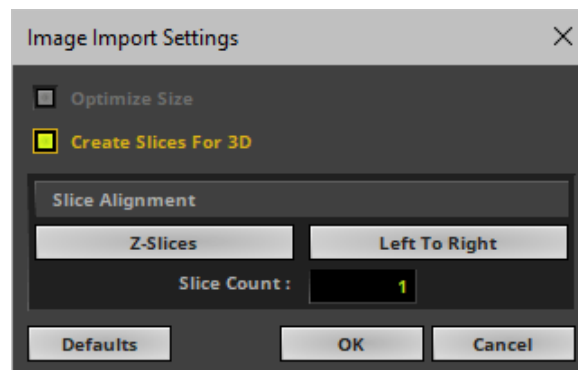 Image Import Settings
Optimize Size
Create Slices For 3D
Slice Alignment
Z-Slices Left To Right
Slice Count : 1
Defaults OK Cancel